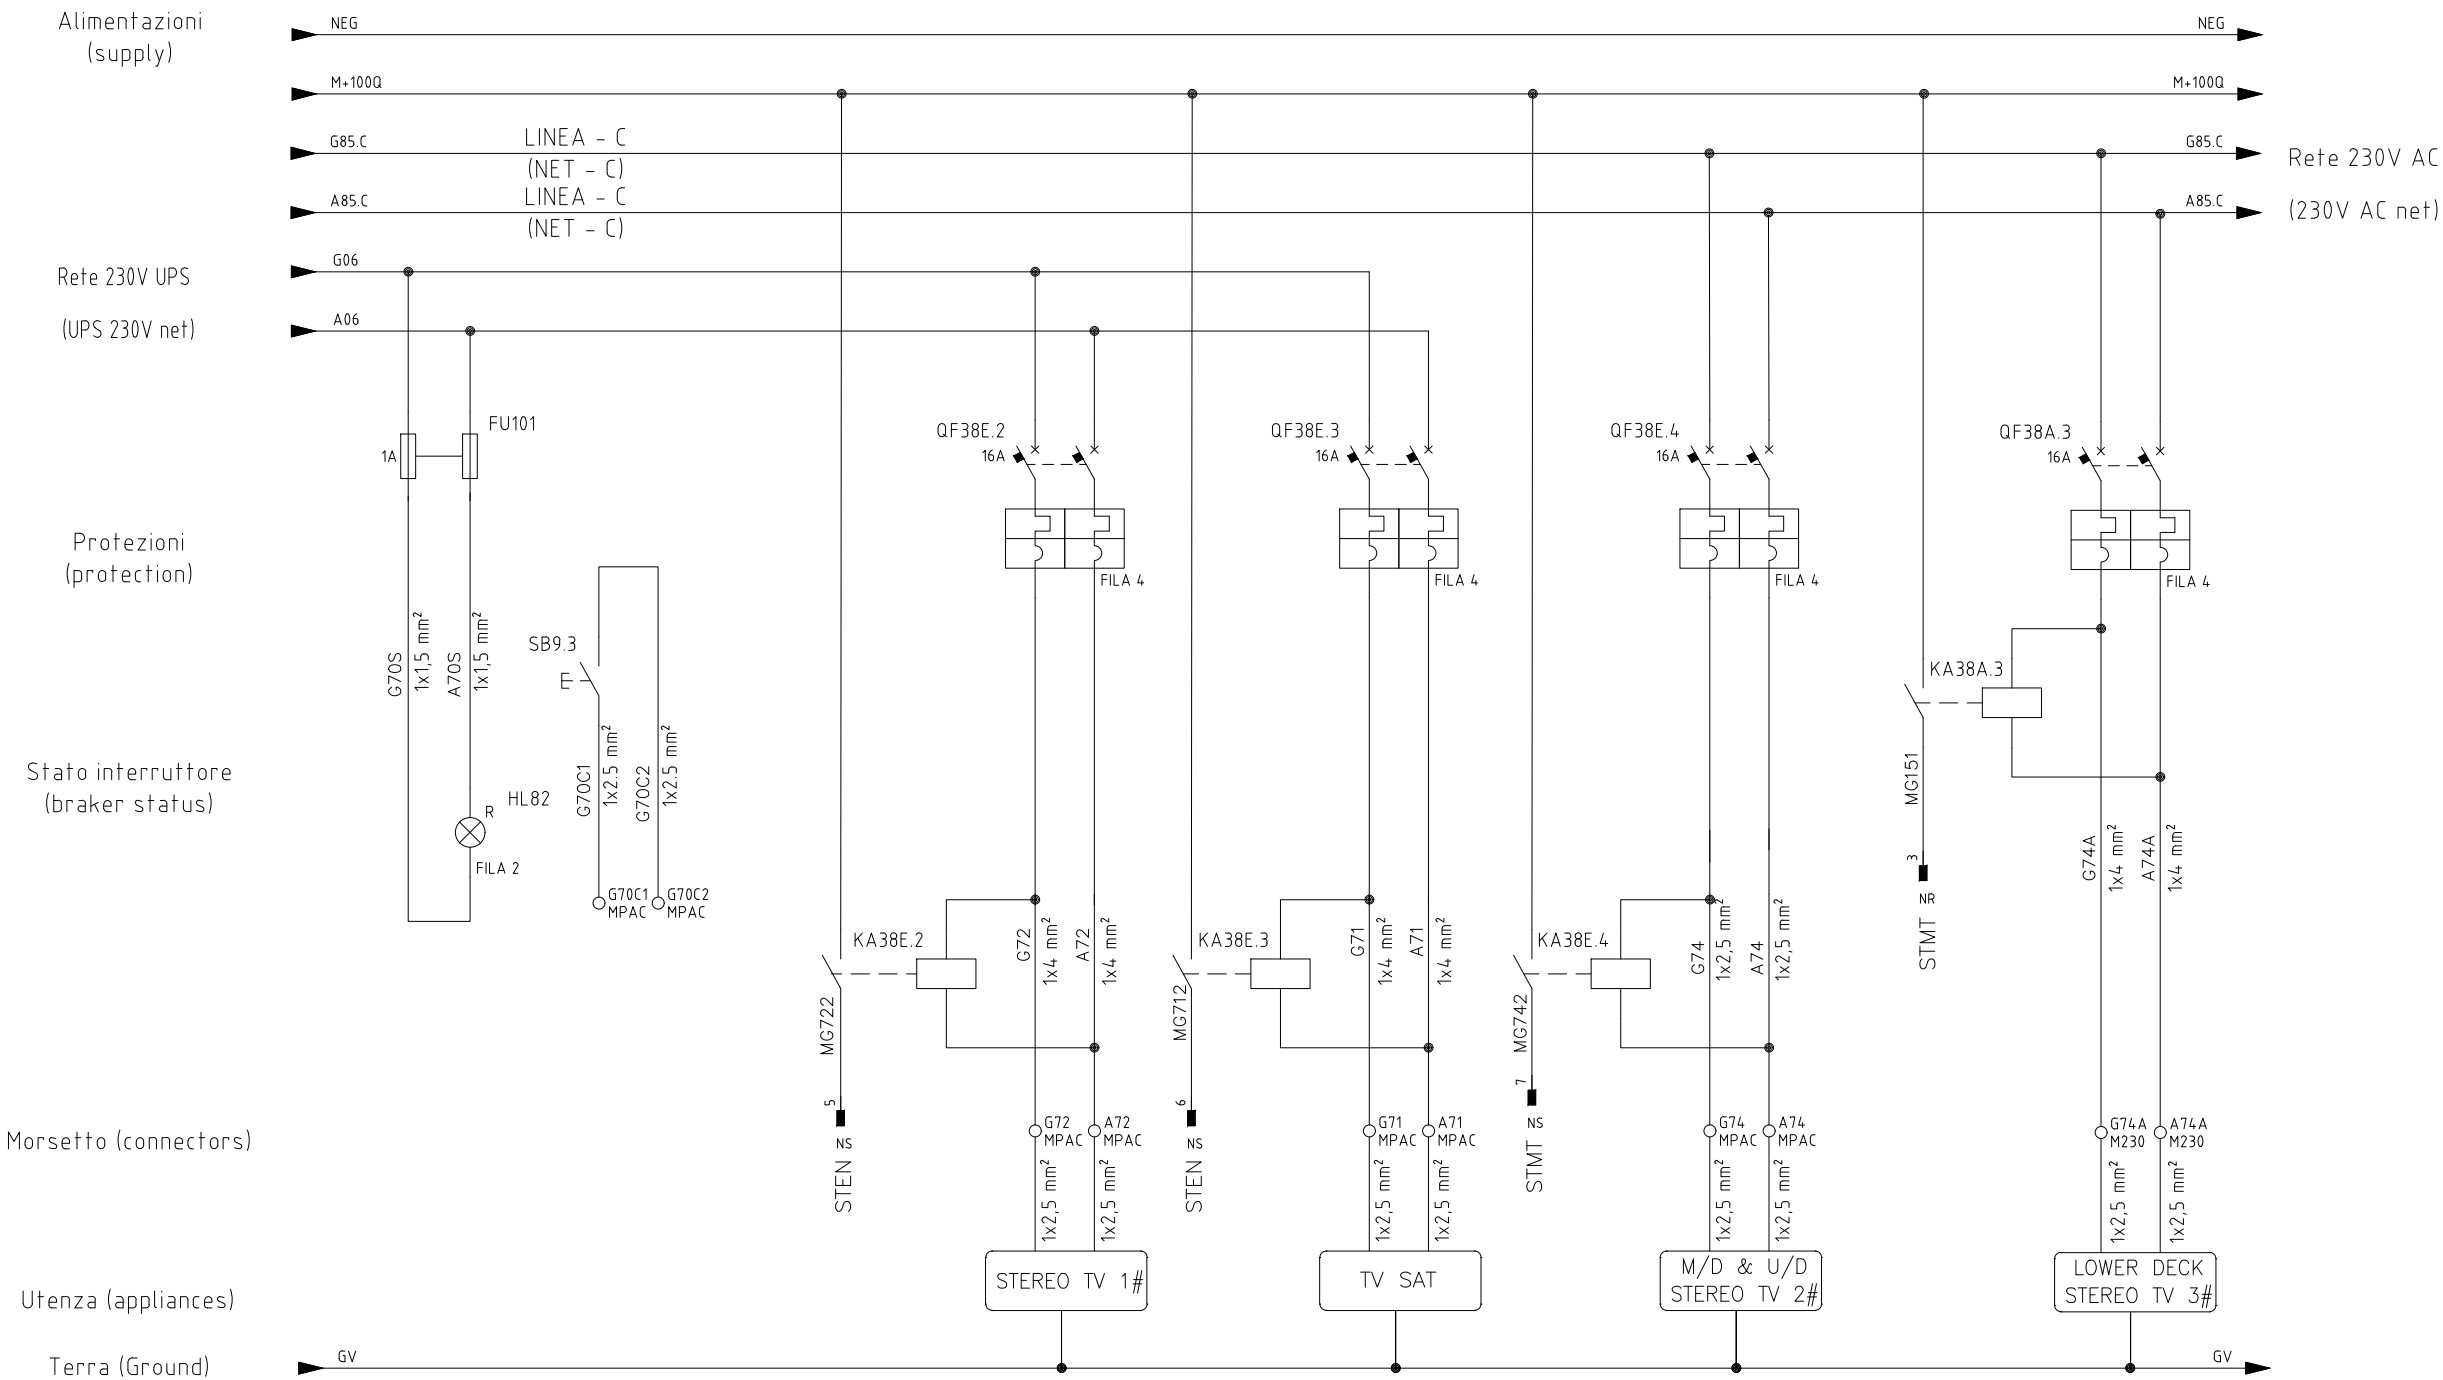 Alimentazioni
(supply)
NEG
NEG
M+100Q
M+100Q
G85.C
LINEA - C
(NET - C)
G85.C
Rete 230V AC
A85.C
LINEA - C
(NET - C)
A85.C
(230V AC net)
Rete 230V UPS
G06
(UPS 230V net)
A06
FU101
1A
QF38E.2
16A
QF38E.3
16A
QF38E.4
16A
QF38A.3
16A
Protezioni
(protection)
FILA 4
FILA 4
FILA 4
FILA 4
G70S
1x1,5 mm²
A70S
1x1,5 mm²
SB9.3
E
KA38A.3
Stato interruttore
(braker status)
HL82
R
FILA 2
G70C1
1x2.5 mm²
G70C2
1x2.5 mm²
G70C1
MPAC
G70C2
MPAC
MG151
3
NR
STMT
G74A
1x4 mm²
A74A
1x4 mm²
KA38E.2
G72
1x4 mm²
A72
1x4 mm²
KA38E.3
G71
1x4 mm²
A71
1x4 mm²
KA38E.4
G74
1x2,5 mm²
A74
1x2,5 mm²
MG722
MG712
MG742
Morsetto (connectors)
5
NS
STEN
G72
MPAC
A72
MPAC
6
NS
STEN
G71
MPAC
A71
MPAC
7
NS
STMT
G74
MPAC
A74
MPAC
G74A
M230
A74A
M230
1x2,5 mm²
1x2,5 mm²
1x2,5 mm²
1x2,5 mm²
1x2,5 mm²
1x2,5 mm²
1x2,5 mm²
1x2,5 mm²
Utenza (appliances)
STEREO TV 1#
TV SAT
M/D & U/D
STEREO TV 2#
LOWER DECK
STEREO TV 3#
Terra (Ground)
GV
GV